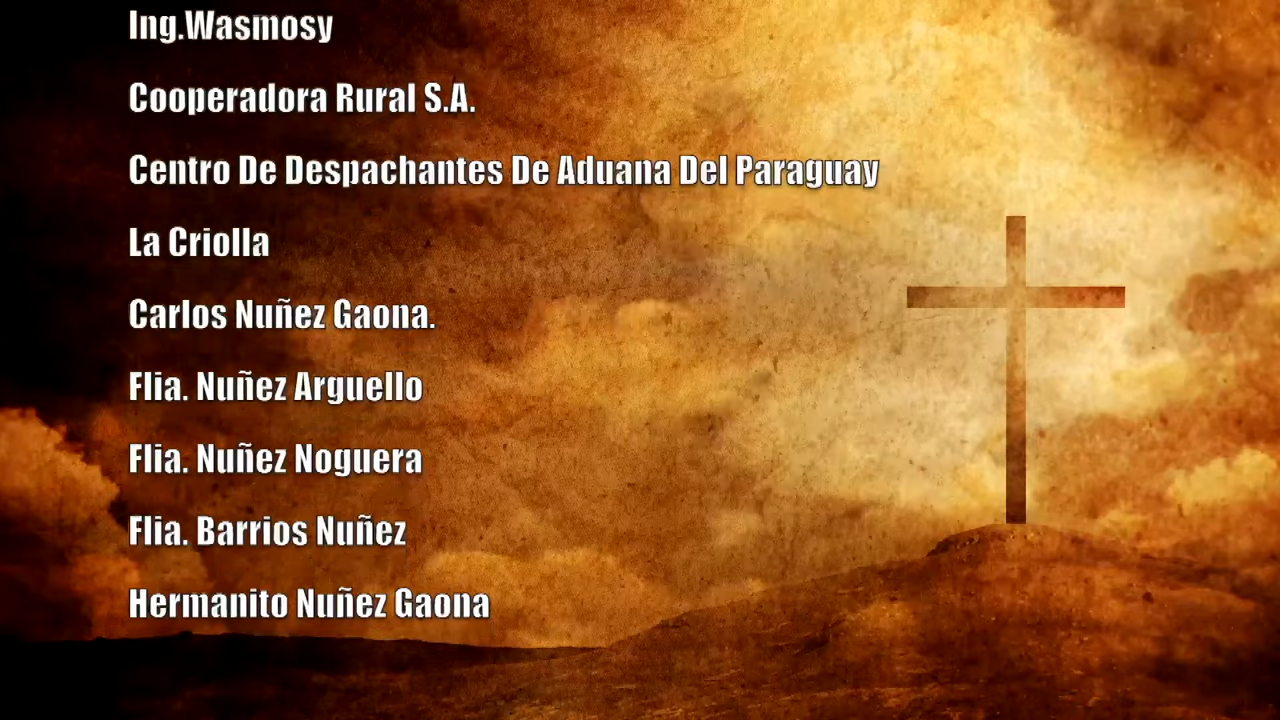 Ing.Wasmosy
Cooperadora Rural S.A.
Centro De Despachantes De Aduana Del Paraguay
La Criolla
Carlos Nuñez Gaona.
Flia. Nuñez Arguello
Flia. Nuñez Noguera
Flia. Barrios Nuñez
Hermanito Nuñez Gaona